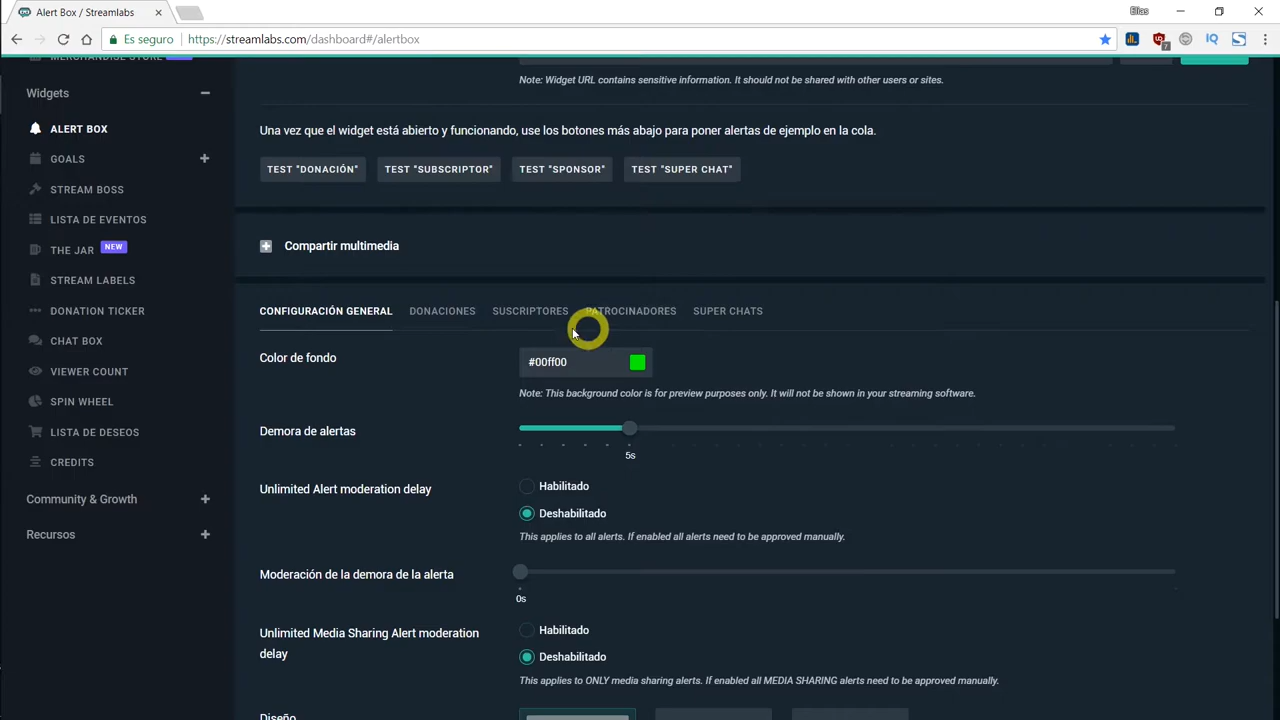 Alert Box / Streamlabs
Elias
Es seguro
https://streamlabs.com/dashboard#/alertbox
7
IQ
MERCHANDISE STORE
Note: Widget URL contains sensitive information. It should not be shared with other users or sites.
Widgets
ALERT BOX
GOALS
STREAM BOSS
LISTA DE EVENTOS
THE JAR NEW
STREAM LABELS
DONATION TICKER
CHAT BOX
VIEWER COUNT
SPIN WHEEL
LISTA DE DESEOS
CREDITS
Community & Growth
Recursos
Una vez que el widget está abierto y funcionando, use los botones más abajo para poner alertas de ejemplo en la cola.
TEST "DONACIÓN" TEST "SUBSCRIPTOR" TEST "SPONSOR" TEST "SUPER CHAT"
Compartir multimedia
CONFIGURACIÓN GENERAL DONACIONES SUSCRIPTORES PATROCINADORES SUPER CHATS
Color de fondo
#00ff00
Note: This background color is for preview purposes only. It will not be shown in your streaming software.
Demora de alertas
5s
Unlimited Alert moderation delay
Habilitado
Deshabilitado
This applies to all alerts. If enabled all alerts need to be approved manually.
Moderación de la demora de la alerta
0s
Unlimited Media Sharing Alert moderation
delay
Habilitado
Deshabilitado
This applies to ONLY media sharing alerts. If enabled all MEDIA SHARING alerts need to be approved manually.
Diseño